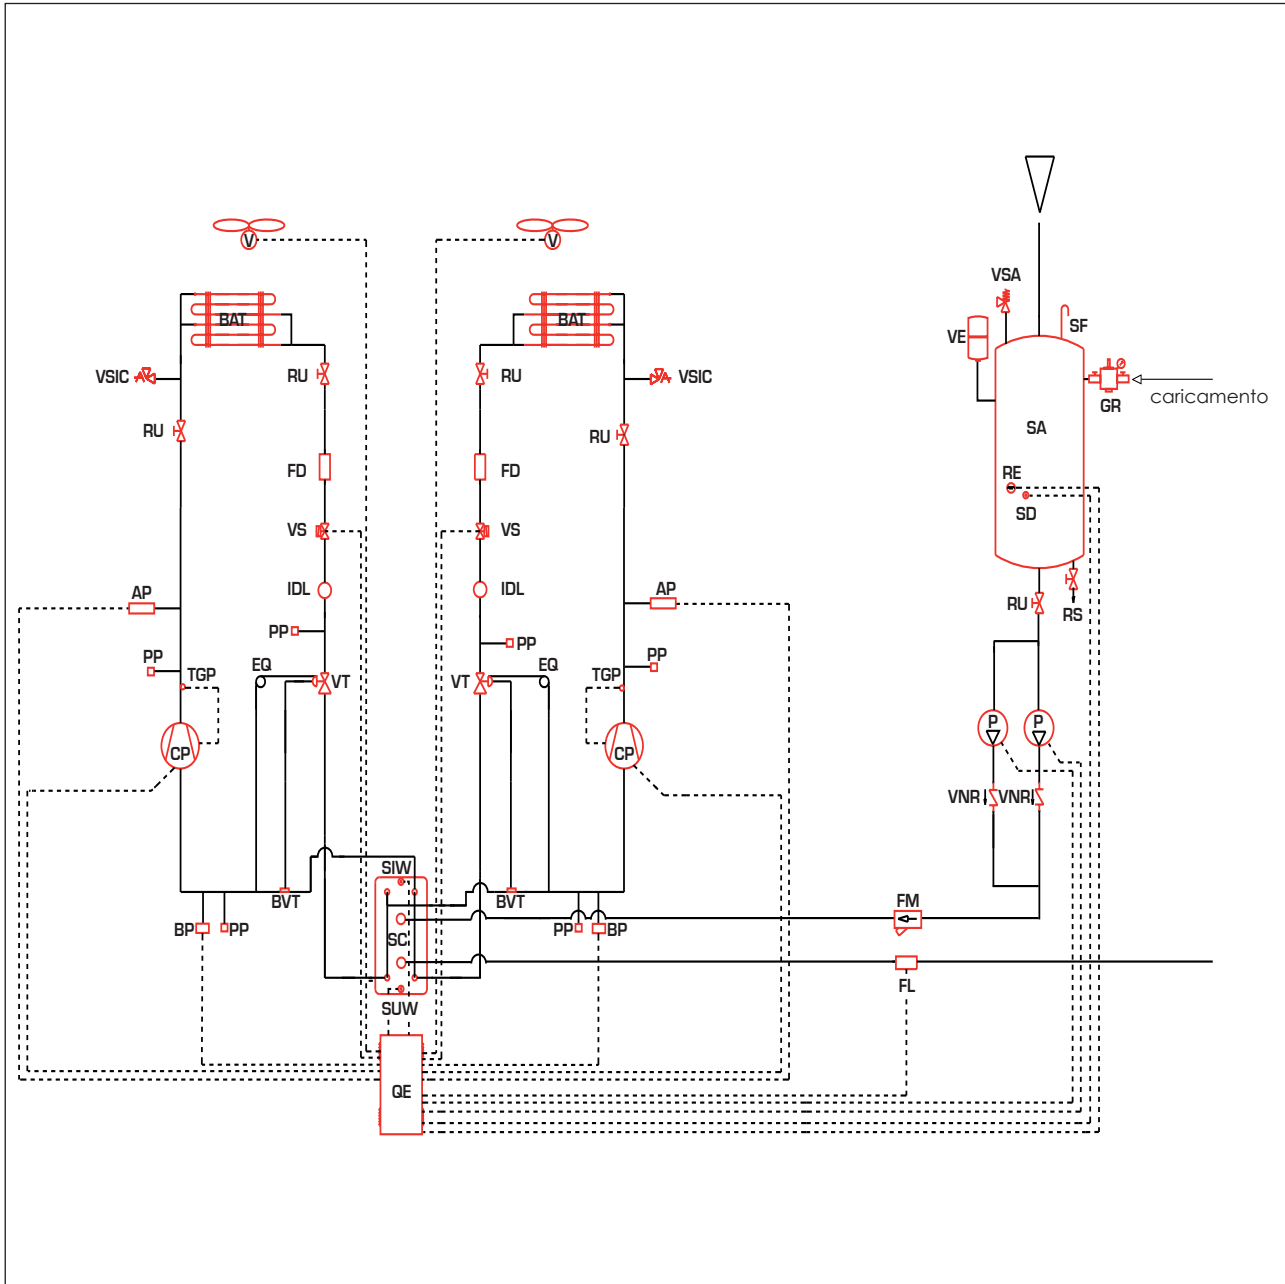 V V
VSA
BAT BAT
VE SF
VSIC RU RU VSIC
GR caricamento
RU RU SA
FD FD
RE
SD
VS VS
AP IDL IDL AP
RU RS
PP PP
PP TGP EQ VT VT EQ TGP PP
P P
CP CP
VNR VNR
SIW
BVT BVT
FM
BP PP SC PP BP
FL
SUW
QE